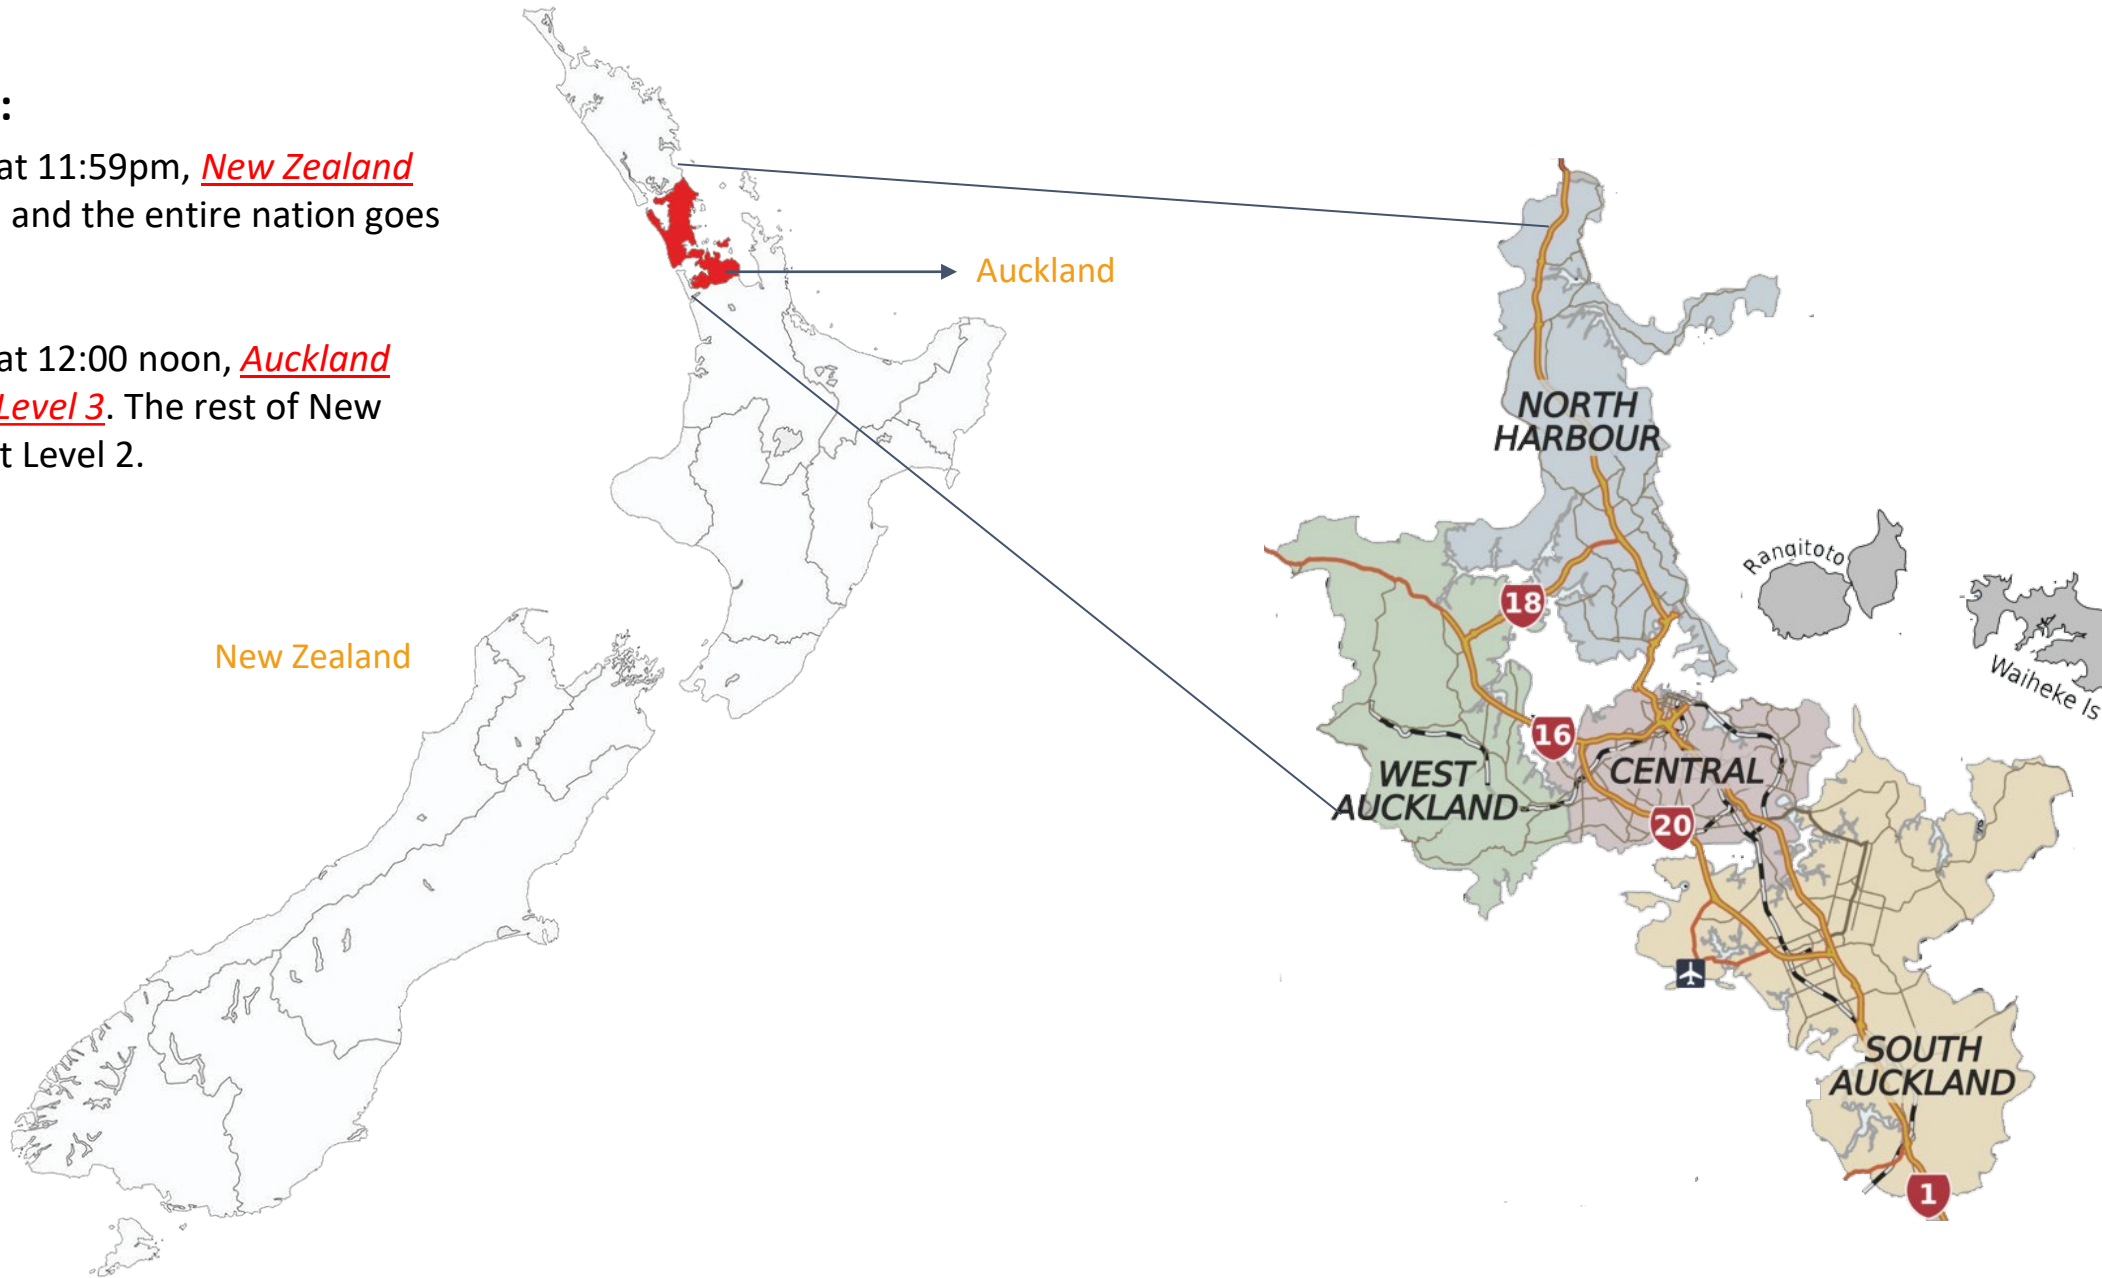 :
at 11:59pm, New Zealand
and the entire nation goes
at 12:00 noon, Auckland
Level 3. The rest of New
t Level 2.
Auckland
New Zealand
NORTH
HARBOUR
18
Rangitoto
Waiheke Is
16
WEST
AUCKLAND
CENTRAL
20
SOUTH
AUCKLAND
1